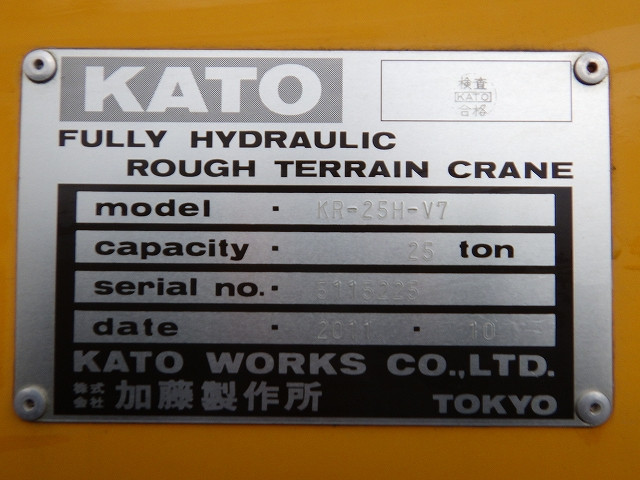 KATO
検査
KATO
合格
FULLY HYDRAULIC
ROUGH TERRAIN CRANE
model · KR-25H-V7
capacity · 25 ton
serial no. ·
date · 2011 · 10
KATO WORKS CO.,LTD.
株式会社 加藤製作所 TOKYO